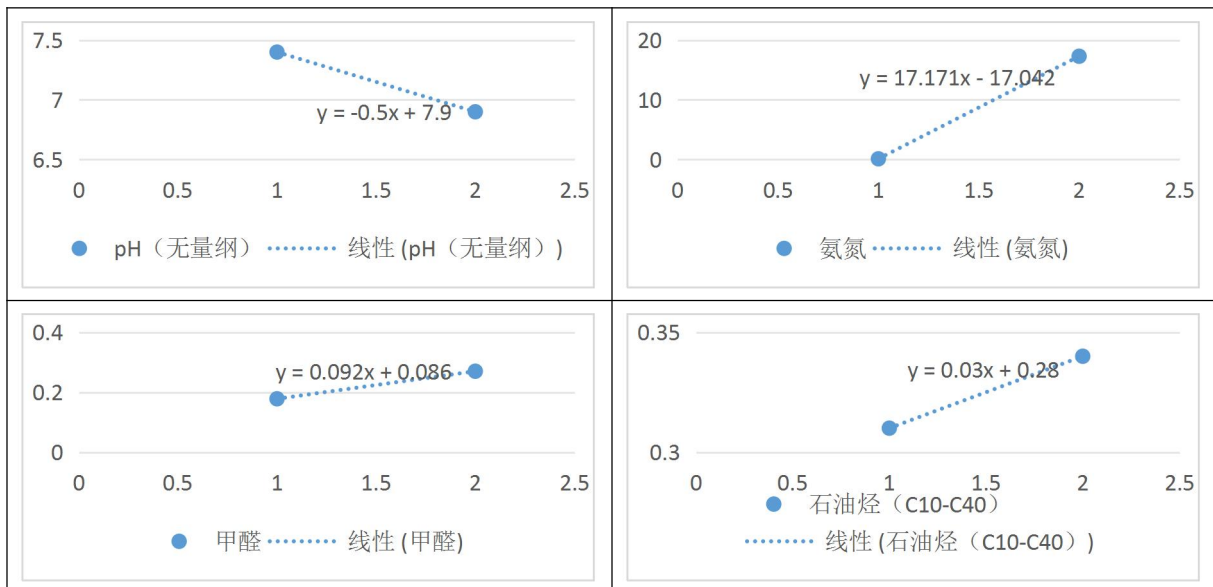 7.5
7
6.5
y = -0.5x + 7.9
0 0.5 1 1.5 2 2.5
pH（无量纲） 线性 (pH（无量纲）)
20
10
0
y = 17.171x - 17.042
0 0.5 1 1.5 2 2.5
氨氮 线性 (氨氮)
0.4
0.2
0
y = 0.092x + 0.086
0 0.5 1 1.5 2 2.5
甲醛 线性 (甲醛)
0.35
0.3
y = 0.03x + 0.28
0 0.5 1 1.5 2 2.5
石油烃（C10-C40）
线性 (石油烃（C10-C40）)